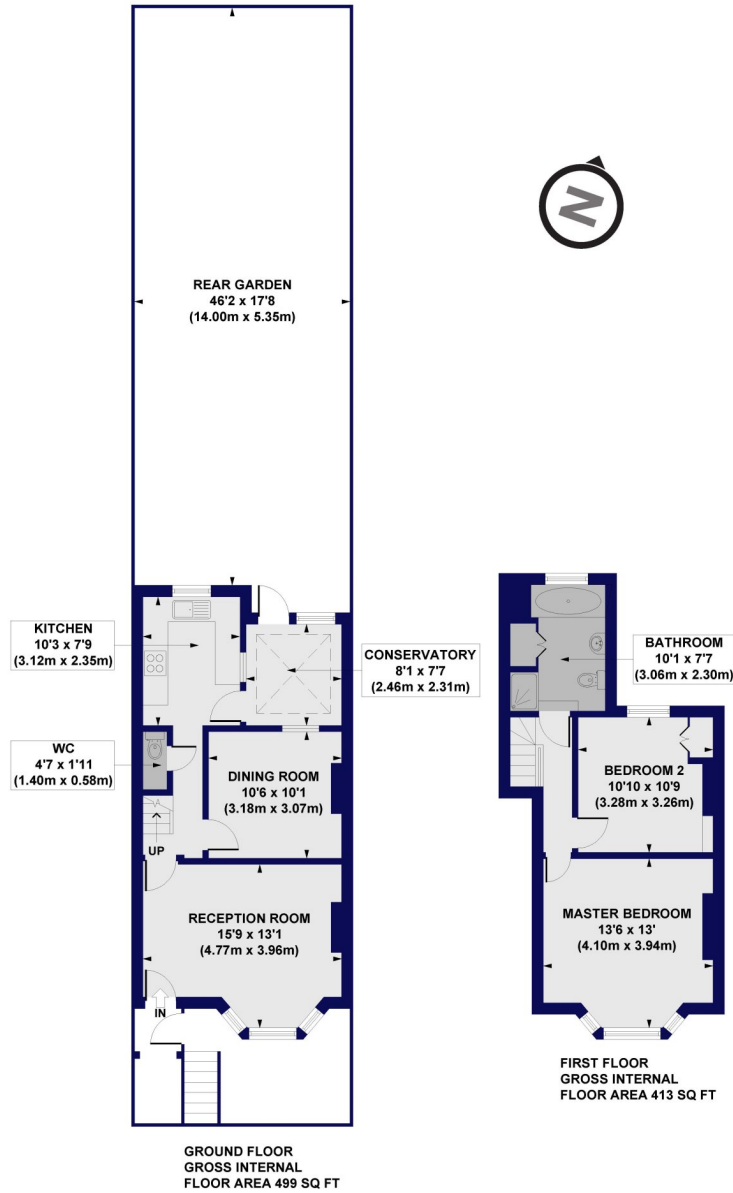 REAR GARDEN
46'2 x 17'8
(14.00m x 5.35m)
N
KITCHEN
10'3 x 7'9
(3.12m x 2.35m)
CONSERVATORY
8'1 x 7'7
(2.46m x 2.31m)
WC
4'7 x 1'11
(1.40m x 0.58m)
DINING ROOM
10'6 x 10'1
(3.18m x 3.07m)
UP
RECEPTION ROOM
15'9 x 13'1
(4.77m x 3.96m)
IN
GROUND FLOOR
GROSS INTERNAL
FLOOR AREA 499 SQ FT
BATHROOM
10'1 x 7'7
(3.06m x 2.30m)
BEDROOM 2
10'10 x 10'9
(3.28m x 3.26m)
MASTER BEDROOM
13'6 x 13'
(4.10m x 3.94m)
FIRST FLOOR
GROSS INTERNAL
FLOOR AREA 413 SQ FT